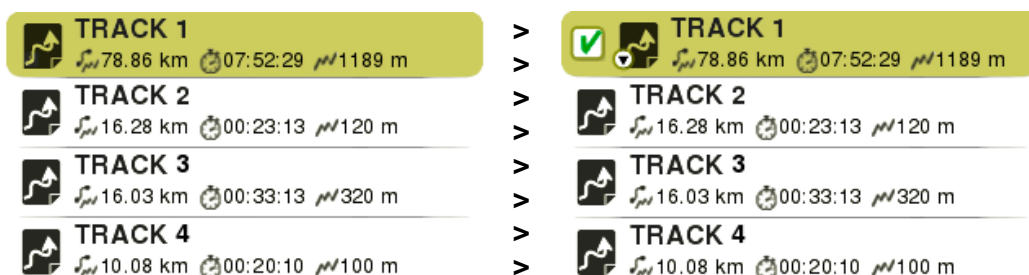 TRACK 1
78.86 km 07:52:29 1189 m
TRACK 2
16.28 km 00:23:13 120 m
TRACK 3
16.03 km 00:33:13 320 m
TRACK 4
10.08 km 00:20:10 100 m
>
>
>
>
>
>
>
>
TRACK 1
78.86 km 07:52:29 1189 m
TRACK 2
16.28 km 00:23:13 120 m
TRACK 3
16.03 km 00:33:13 320 m
TRACK 4
10.08 km 00:20:10 100 m